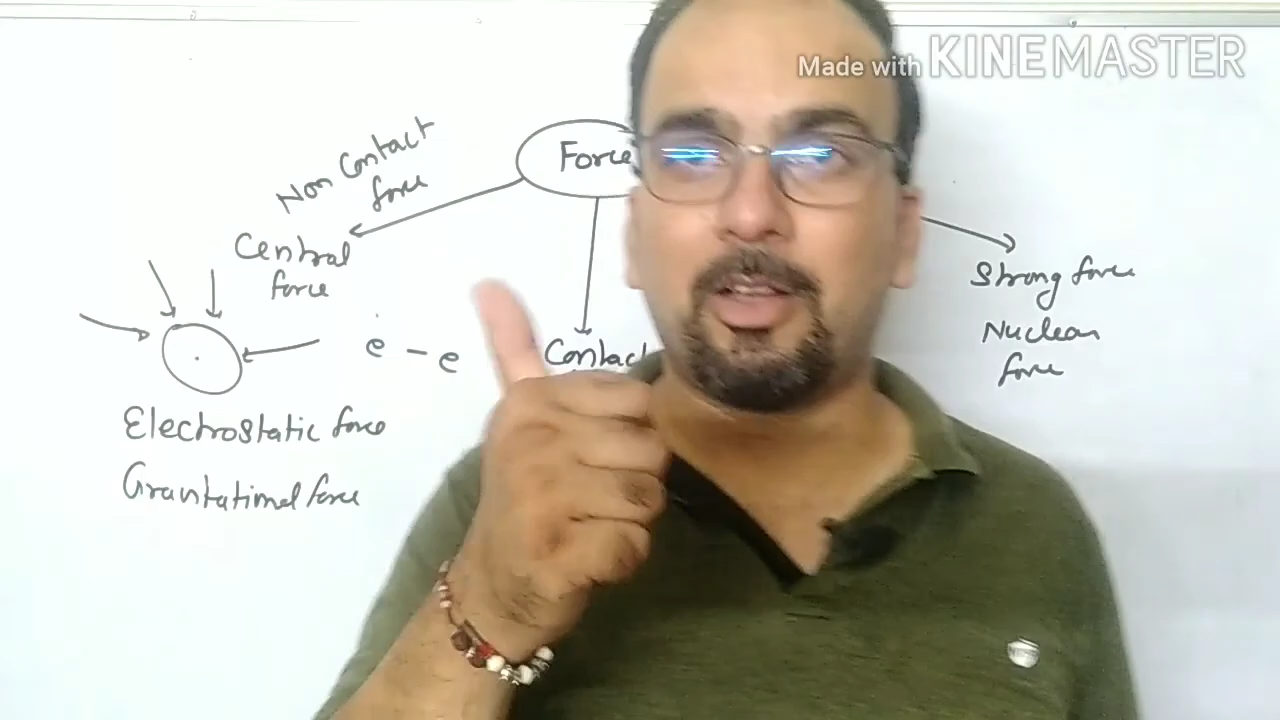 Made with KINEMASTER
Force
Non Contact
force
Central
force
e - e
Contact
Strong force
Nuclear
force
Electrostatic force
Gravitational force